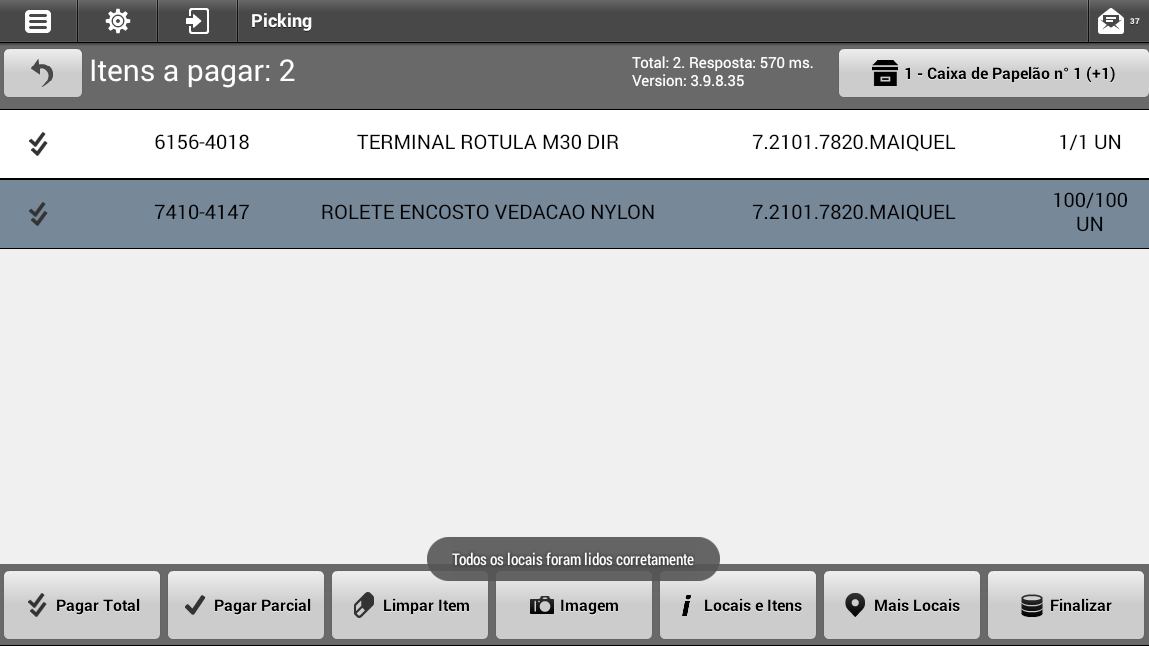 Picking
37
Itens a pagar: 2
Total: 2. Resposta: 570 ms.
Version: 3.9.8.35
1 - Caixa de Papelão n° 1 (+1)
6156-4018 TERMINAL ROTULA M30 DIR 7.2101.7820.MAIQUEL 1/1 UN
7410-4147 ROLETE ENCOSTO VEDACAO NYLON 7.2101.7820.MAIQUEL 100/100
UN
Todos os locais foram lidos corretamente
Pagar Total Pagar Parcial Limpar Item Imagem Locais e Itens Mais Locais Finalizar